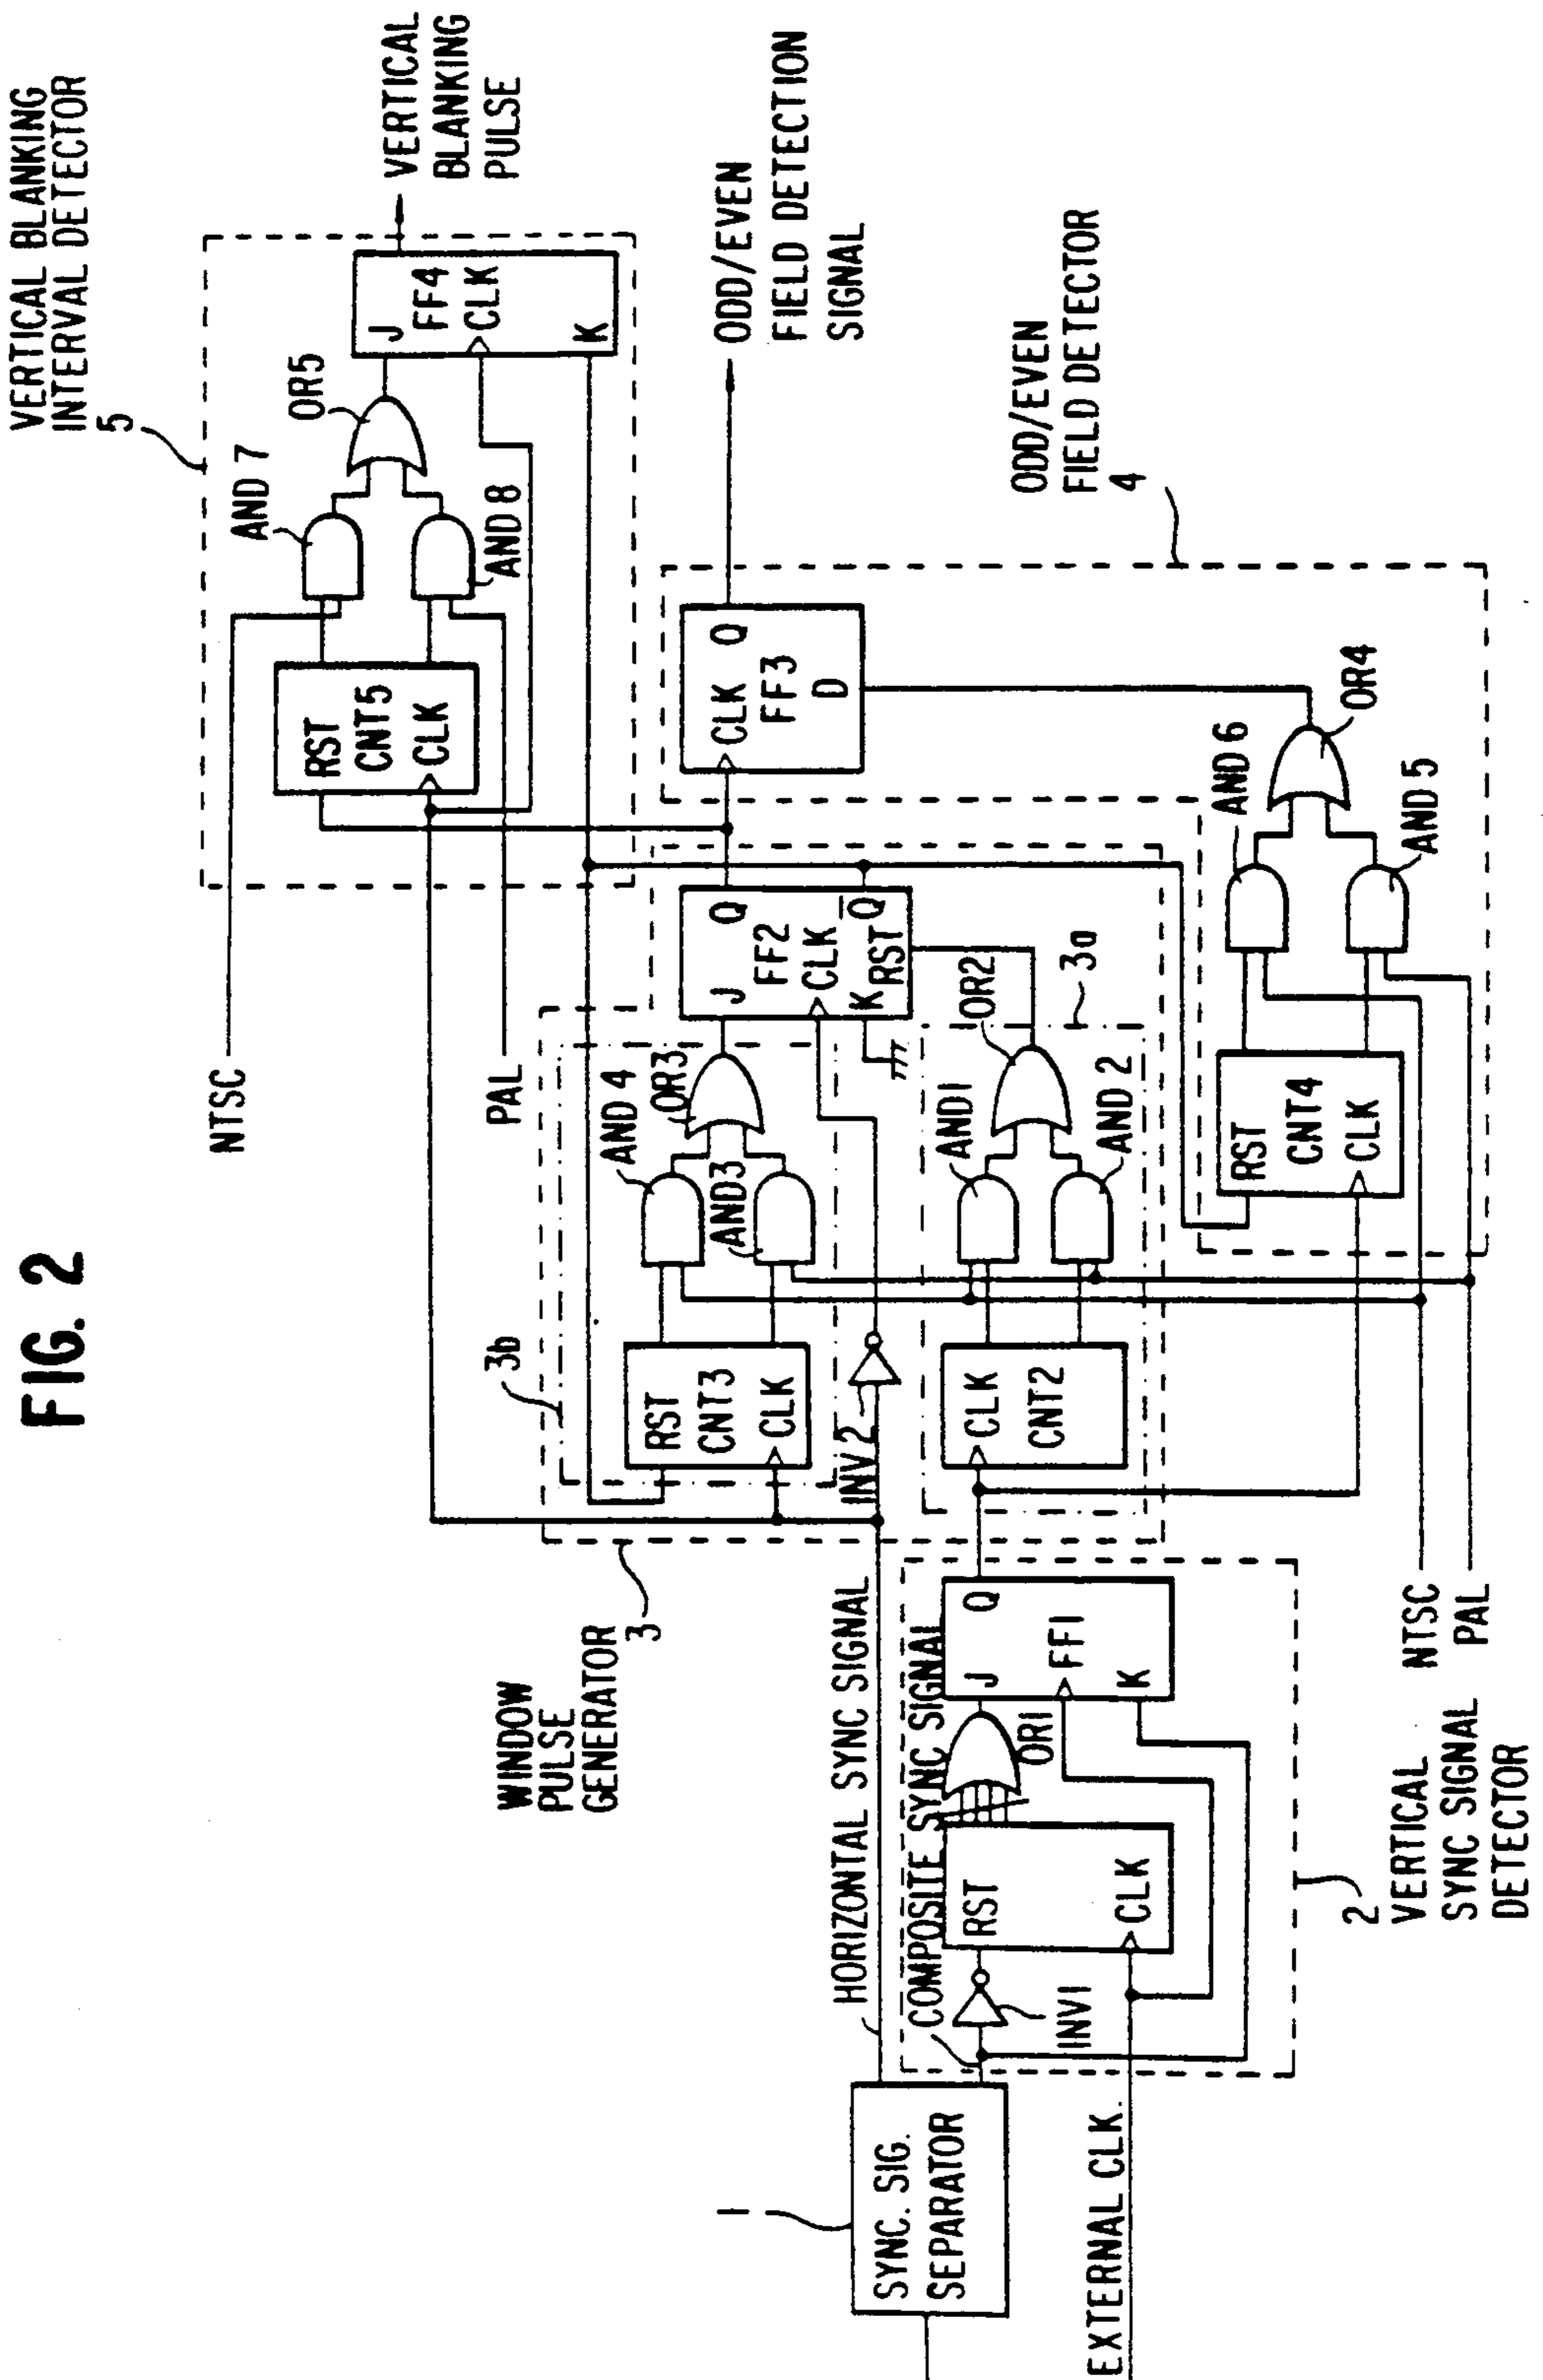 FIG. 2
VERTICAL BLANKING
INTERVAL DETECTOR
5
NTSC
PAL
RST
CNT5
CLK
AND 7
AND 8
OR5
J
FF4
CLK
K
VERTICAL
BLANKING
PULSE
WINDOW
PULSE
GENERATOR
3
3b
RST
CNT3
CLK
AND 4
AND3
OR3
INV 2
J
Q
FF2
CLK
Q̅
K
RST
CLK
CNT2
AND1
AND 2
OR2
3a
CLK
Q
FF3
D
ODD/EVEN
FIELD DETECTION
SIGNAL
ODD/EVEN
FIELD DETECTOR
4
RST
CNT4
CLK
AND 6
AND 5
OR4
1
SYNC. SIG.
SEPARATOR
HORIZONTAL SYNC SIGNAL
COMPOSITE SYNC SIGNAL
EXTERNAL CLK.
INV1
RST
CLK
OR1
J
Q
FF1
K
2
VERTICAL
SYNC SIGNAL
DETECTOR
NTSC
PAL